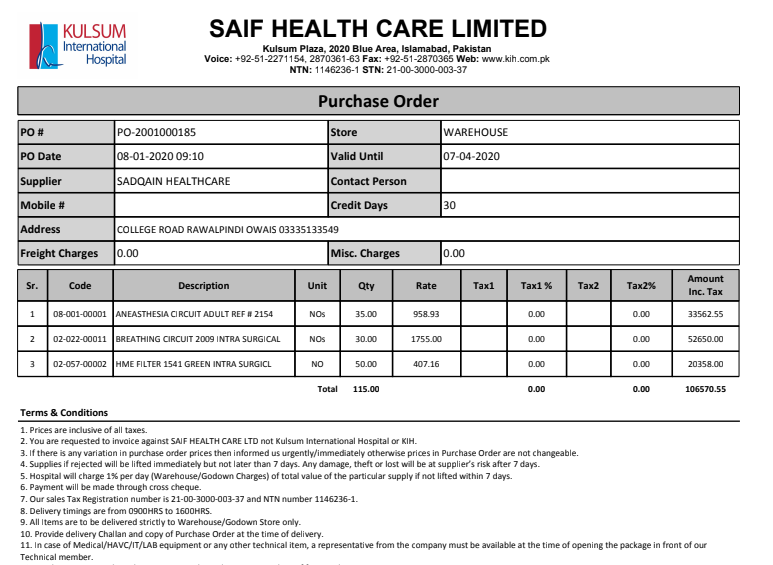 KULSUM
International
Hospital
SAIF HEALTH CARE LIMITED
Kulsum Plaza, 2020 Blue Area, Islamabad, Pakistan
Voice: +92-51-2271154, 2870361-63 Fax: +92-51-2870365 Web: www.kih.com.pk
NTN: 1146236-1 STN: 21-00-3000-003-37
Purchase Order
PO # PO-2001000185 Store WAREHOUSE
PO Date 08-01-2020 09:10 Valid Until 07-04-2020
Supplier SADQAIN HEALTHCARE Contact Person
Mobile # Credit Days 30
Address COLLEGE ROAD RAWALPINDI OWAIS 03335133549
Freight Charges 0.00 Misc. Charges 0.00
Sr. Code Description Unit Qty Rate Tax1 Tax1 % Tax2 Tax2% Amount Inc. Tax
1 08-001-00001 ANEASTHESIA CIRCUIT ADULT REF # 2154 NOs 35.00 958.93 0.00 0.00 33562.55
2 02-022-00011 BREATHING CIRCUIT 2009 INTRA SURGICAL NOs 30.00 1755.00 0.00 0.00 52650.00
3 02-057-00002 HME FILTER 1541 GREEN INTRA SURGICL NO 50.00 407.16 0.00 0.00 20358.00
Total 115.00 0.00 0.00 106570.55
Terms & Conditions
1. Prices are inclusive of all taxes.
2. You are requested to invoice against SAIF HEALTH CARE LTD not Kulsum International Hospital or KIH.
3. If there is any variation in purchase order prices then informed us urgently/immediately otherwise prices in Purchase Order are not changeable.
4. Supplies if rejected will be lifted immediately but not later than 7 days. Any damage, theft or lost will be at supplier's risk after 7 days.
5. Hospital will charge 1% per day (Warehouse/Godown Charges) of total value of the particular supply if not lifted within 7 days.
6. Payment will be made through cross cheque.
7. Our sales Tax Registration number is 21-00-3000-003-37 and NTN number 1146236-1.
8. Delivery timings are from 0900HRS to 1600HRS.
9. All Items are to be delivered strictly to Warehouse/Godown Store only.
10. Provide delivery Challan and copy of Purchase Order at the time of delivery.
11. In case of Medical/HAVC/IT/LAB equipment or any other technical item, a representative from the company must be available at the time of opening the package in front of our
Technical member.